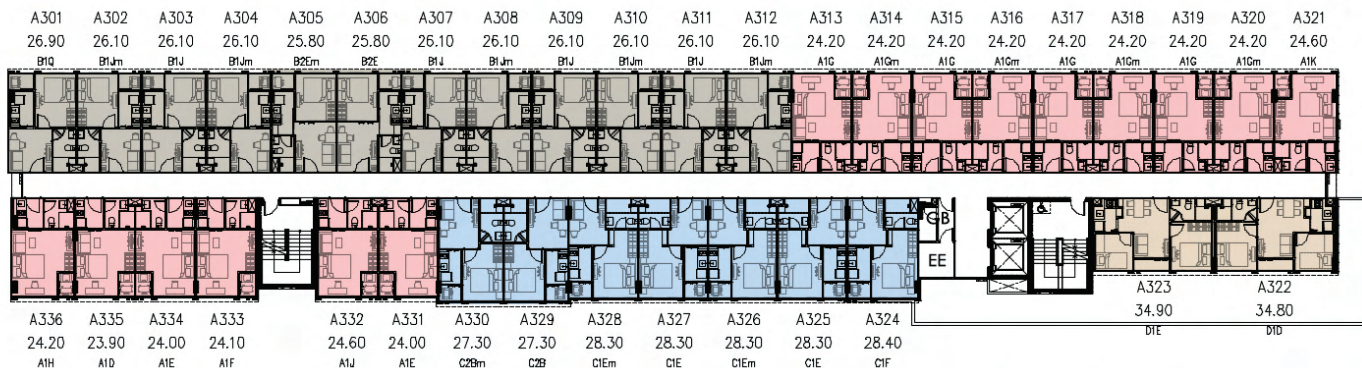 A301 A302 A303 A304 A305 A306 A307 A308 A309 A310 A311 A312 A313 A314 A315 A316 A317 A318 A319 A320 A321
26.90 26.10 26.10 26.10 25.80 25.80 26.10 26.10 26.10 26.10 26.10 26.10 24.20 24.20 24.20 24.20 24.20 24.20 24.20 24.20 24.60
B1Q B1Jm B1J B1Jm B2Em B2E B1J B1Jm B1J B1Jm B1J B1Jm A1G A1Gm A1G A1Gm A1G A1Gm A1G A1Gm A1K
GB
EE
A323 A322
34.90 34.80
D1E D1D
A336 A335 A334 A333 A332 A331 A330 A329 A328 A327 A326 A325 A324
24.20 23.90 24.00 24.10 24.60 24.00 27.30 27.30 28.30 28.30 28.30 28.30 28.40
A1H A1D A1E A1F A1J A1E C2Bm C2B C1Em C1E C1Em C1E C1F